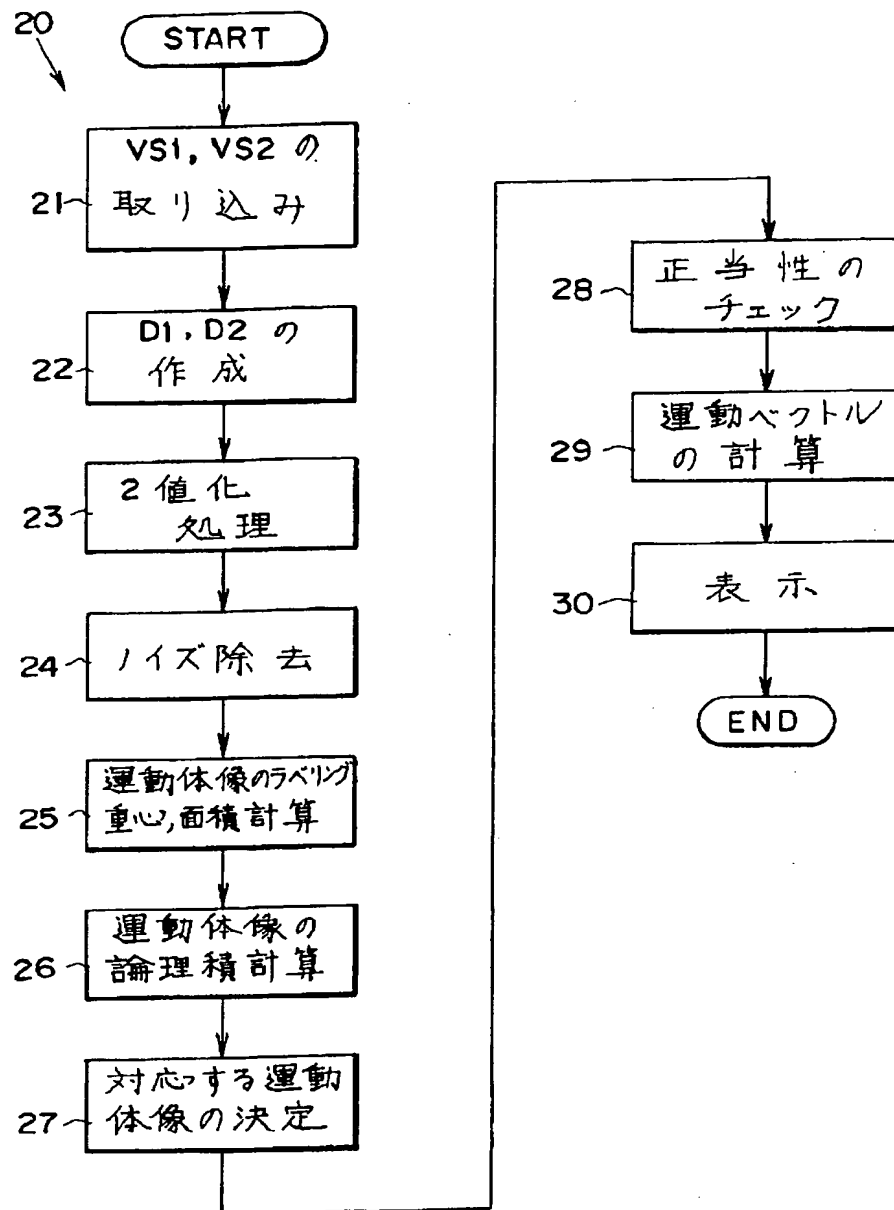 20
START
VS1, VS2 の
取り込み
21
D1, D2 の
作成
22
2値化
処理
23
ノイズ除去
24
運動体像のラベリング
重心,面積計算
25
運動体像の
論理積計算
26
対応する運動
体像の決定
27
正当性の
チェック
28
運動ベクトル
の計算
29
表示
30
END